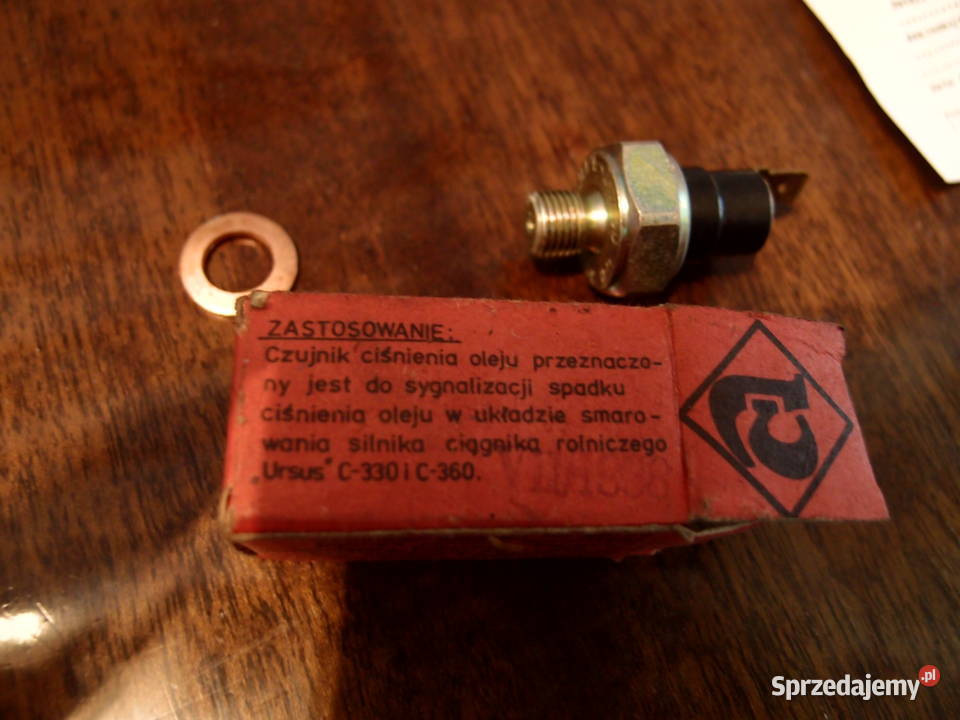 ZASTOSOWANIE:
Czujnik ciśnienia oleju przeznaczo-
ny jest do sygnalizacji spadku
ciśnienia oleju w układzie smaro-
wania silnika ciągnika rolniczego
"Ursus" C-330 i C-360.
Sprzedajemy.pl